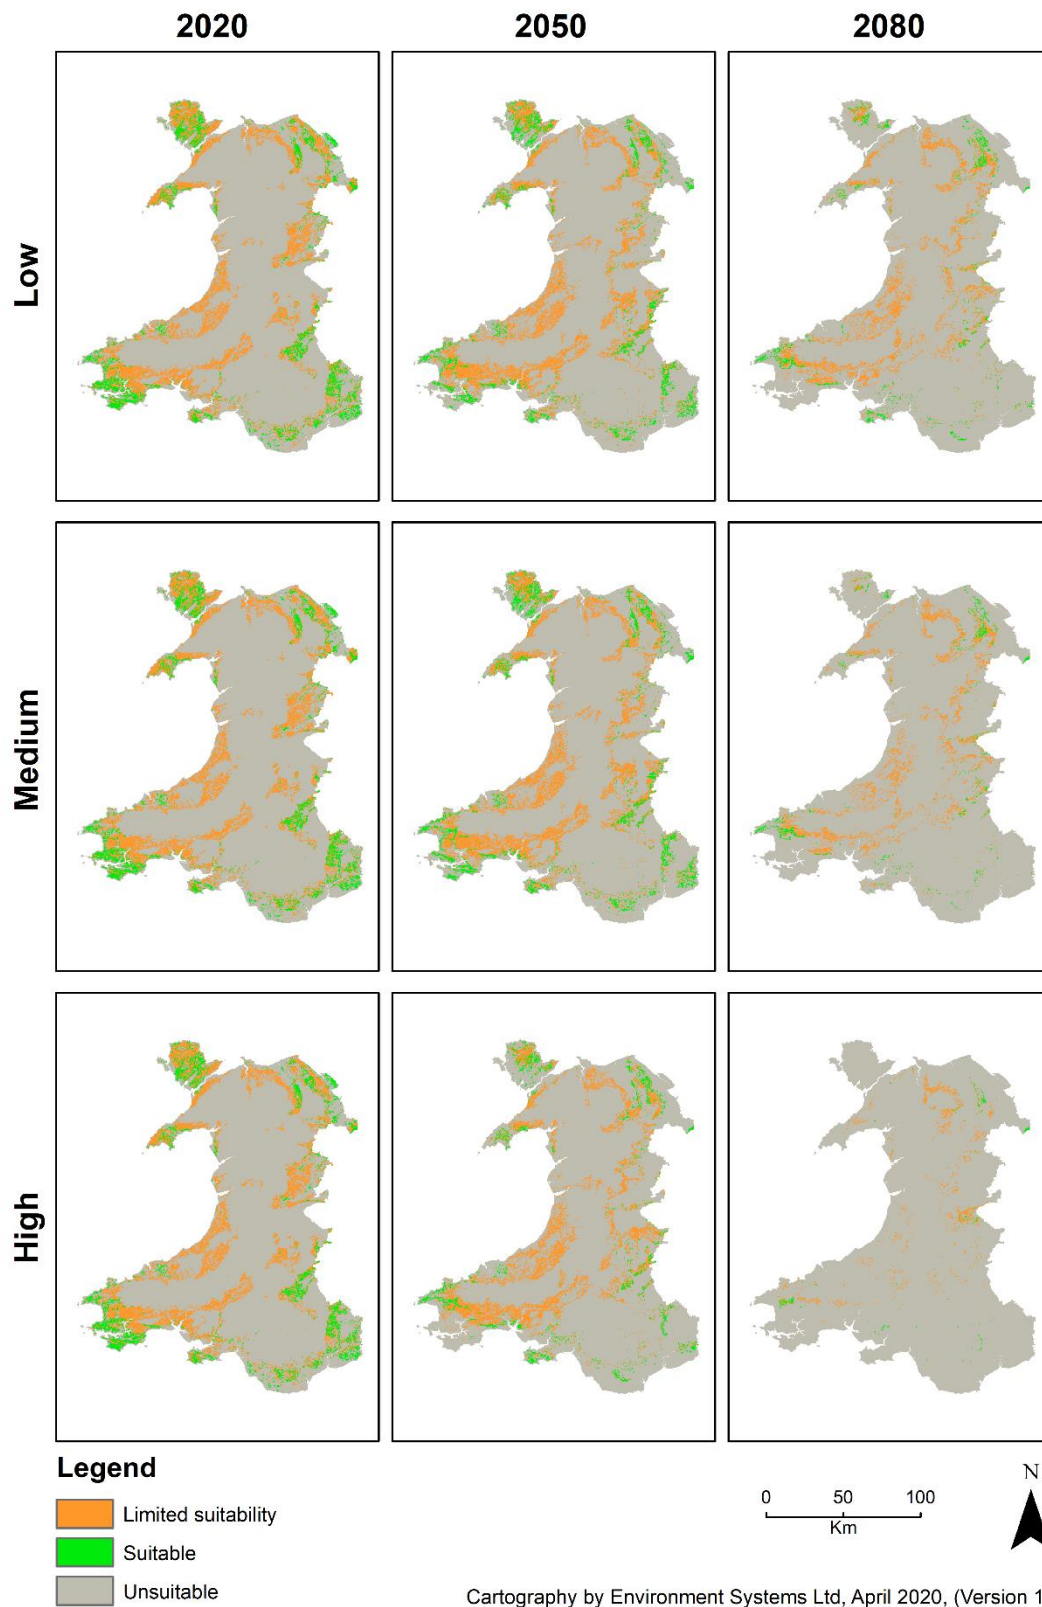 2020 2050 2080
Low
Medium
High
Legend
Limited suitability
Suitable
Unsuitable
N
0 50 100
Km
Cartography by Environment Systems Ltd, April 2020, (Version 1